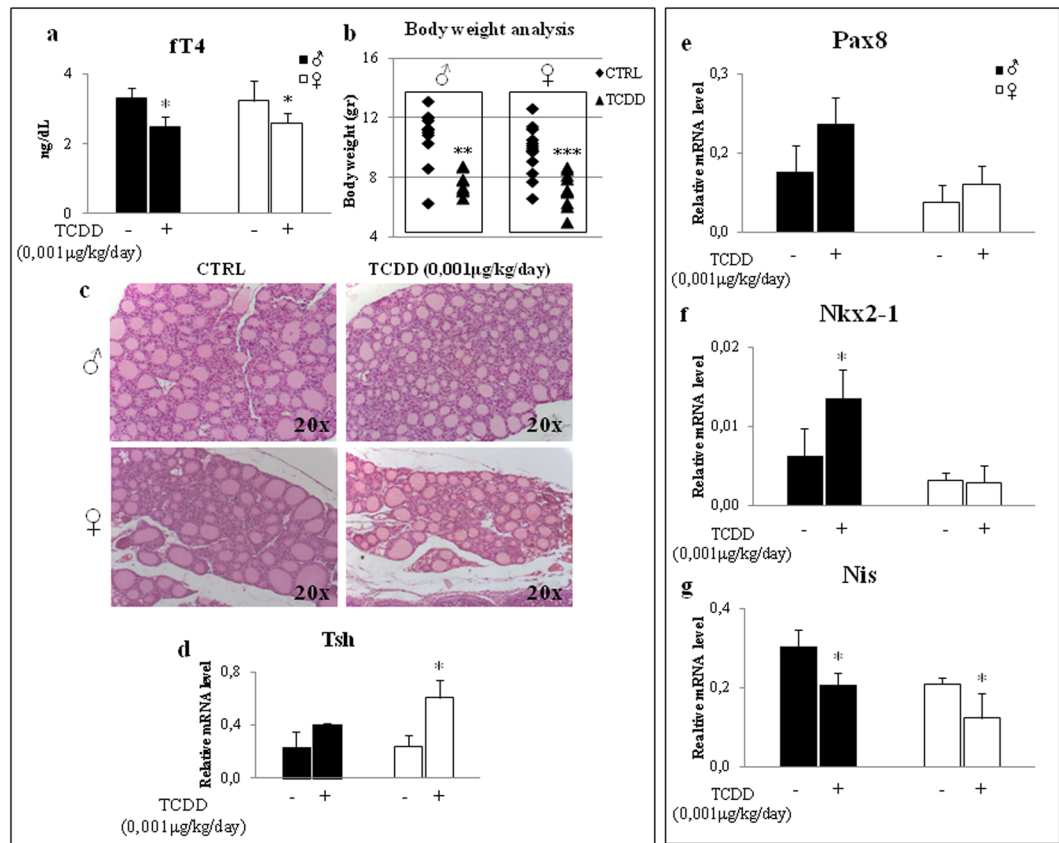 a
fT4
♂
♀
4
2
0
ng/dL
*
*
TCDD - + - +
(0,001µg/kg/day)
b
Body weight analysis
♂ ♀
CTRL
TCDD
16
12
8
4
Body weight (gr)
**
***
CTRL TCDD (0,001µg/kg/day)
c
♂
20x 20x
♀
20x 20x
d
Tsh
0,8
0,4
0,0
Relative mRNA level
*
- + - +
TCDD
(0,001µg/kg/day)
e
Pax8
♂
♀
0,3
0,2
0,0
Relative mRNA level
TCDD - + - +
(0,001µg/kg/day)
f
Nkx2-1
0,02
0,01
0,00
Relative mRNA level
*
TCDD - + - +
(0,001µg/kg/day)
g
Nis
0,4
0,2
0,0
Realtive mRNA level
*
*
TCDD - + - +
(0,001µg/kg/day)